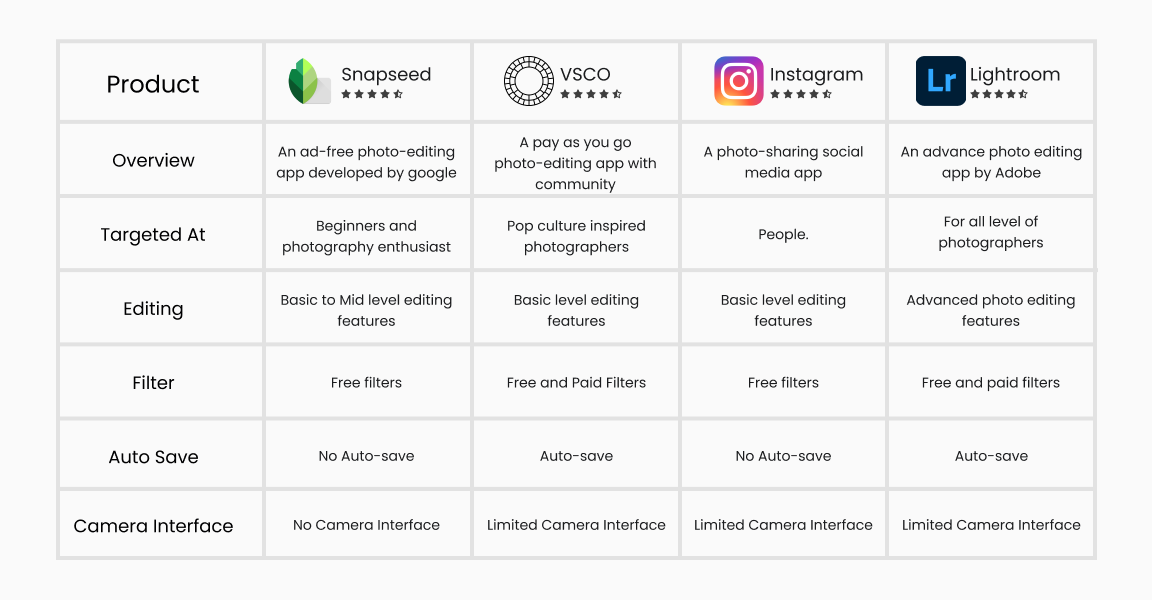 Product
Snapseed
VSCO
Instagram
Lr
Lightroom
Overview
An ad-free photo-editing
app developed by google
A pay as you go
photo-editing app with
community
A photo-sharing social
media app
An advance photo editing
app by Adobe
Targeted At
Beginners and
photography enthusiast
Pop culture inspired
photographers
People.
For all level of
photographers
Editing
Basic to Mid level editing
features
Basic level editing
features
Basic level editing
features
Advanced photo editing
features
Filter
Free filters
Free and Paid Filters
Free filters
Free and paid filters
Auto Save
No Auto-save
Auto-save
No Auto-save
Auto-save
Camera Interface
No Camera Interface
Limited Camera Interface
Limited Camera Interface
Limited Camera Interface